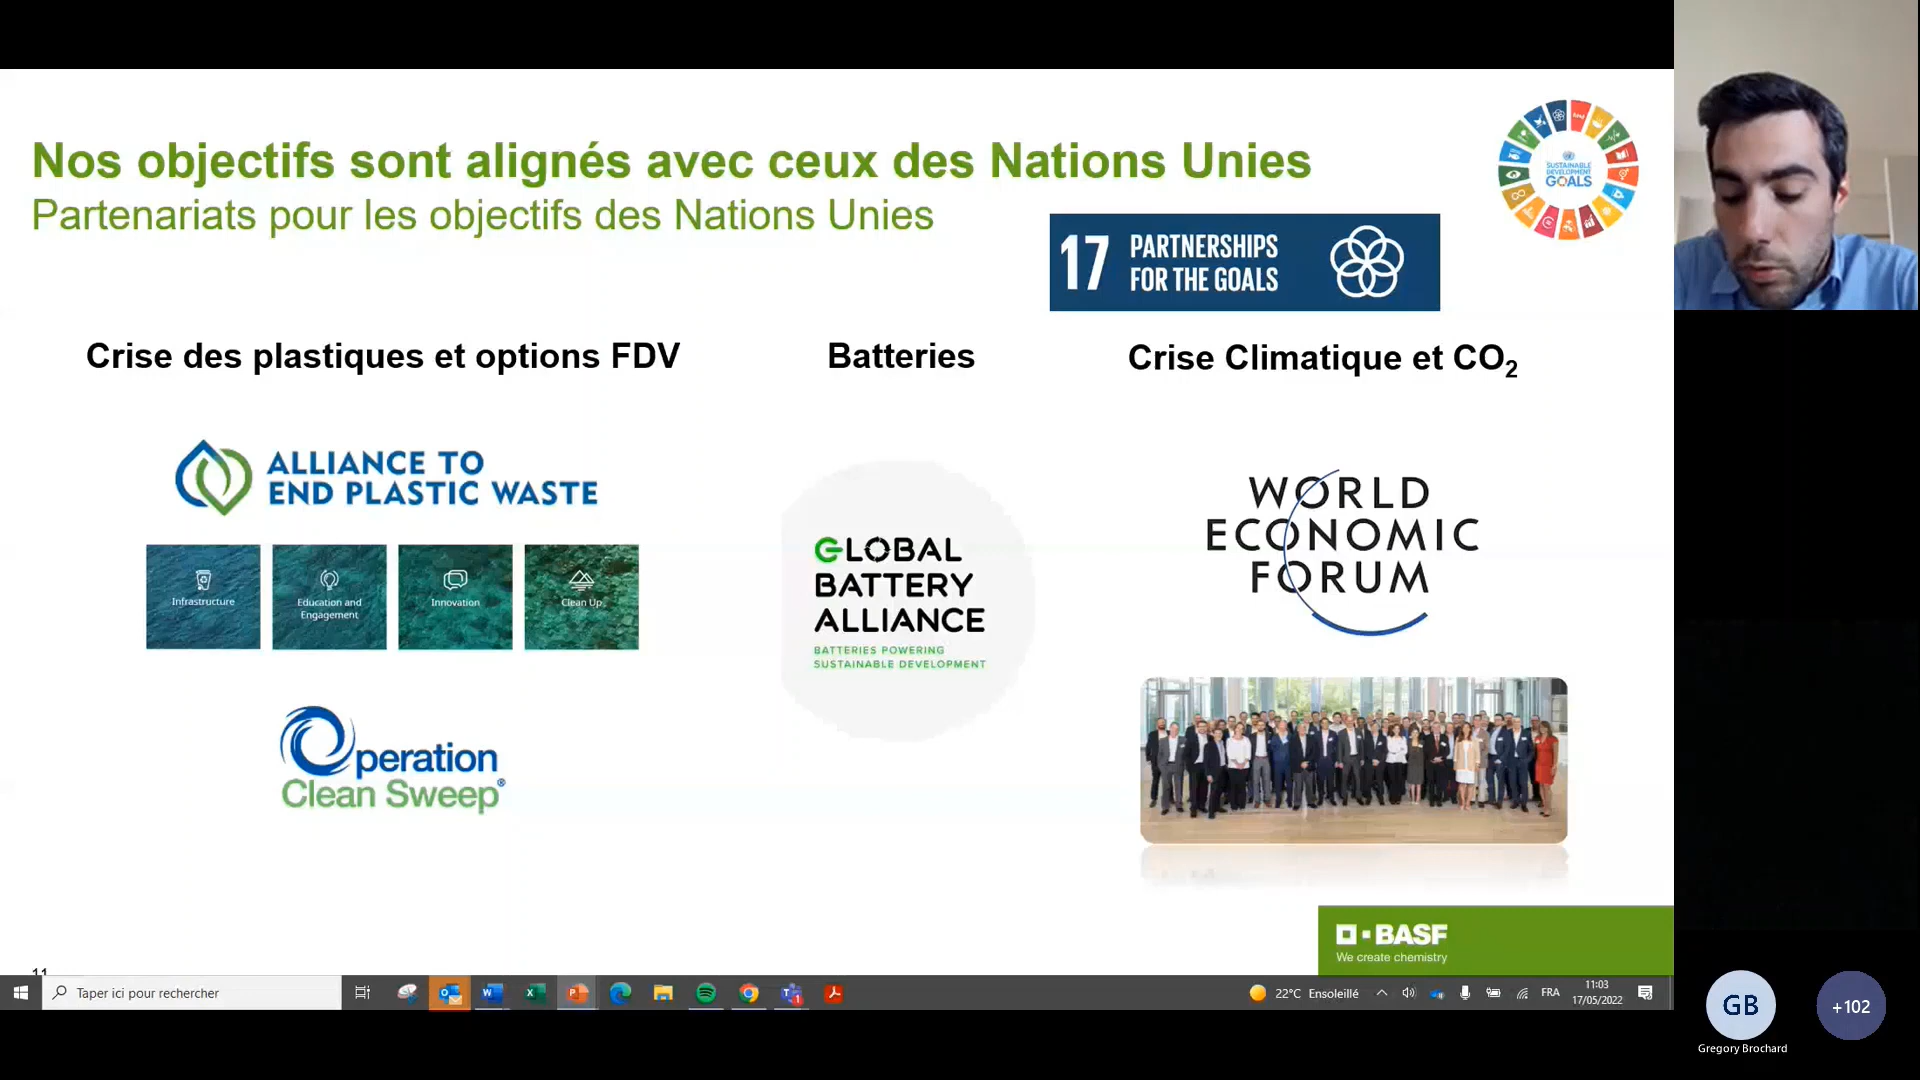 Nos objectifs sont alignés avec ceux des Nations Unies
Partenariats pour les objectifs des Nations Unies
SUSTAINABLE
DEVELOPMENT
GOALS
17 PARTNERSHIPS
FOR THE GOALS
Crise des plastiques et options FDV
Batteries
Crise Climatique et CO₂
ALLIANCE TO
END PLASTIC WASTE
Infrastructure
Education and
Engagement
Innovation
Clean Up
Operation
Clean Sweep®
GLOBAL
BATTERY
ALLIANCE
BATTERIES POWERING
SUSTAINABLE DEVELOPMENT
WORLD
ECONOMIC
FORUM
BASF
We create chemistry
11
Taper ici pour rechercher
22°C Ensoleillé
FRA
11:03
17/05/2022
GB
Gregory Brochard
+102